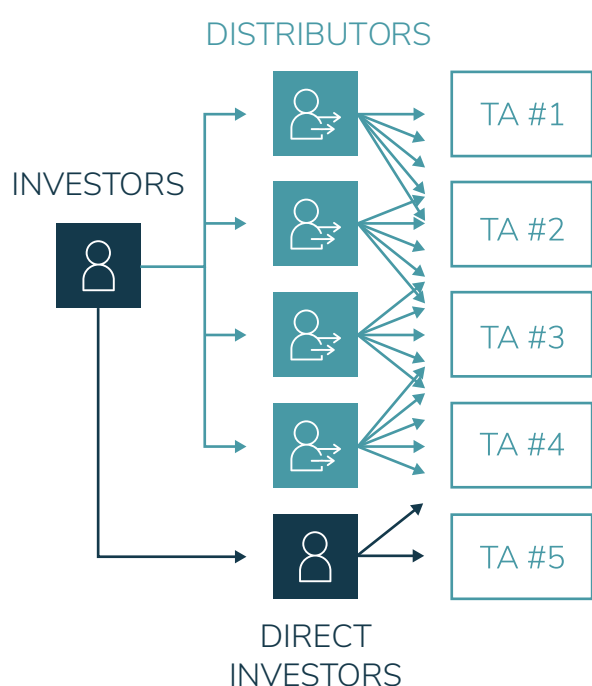 DISTRIBUTORS
TA #1
INVESTORS
TA #2
TA #3
TA #4
TA #5
DIRECT
INVESTORS